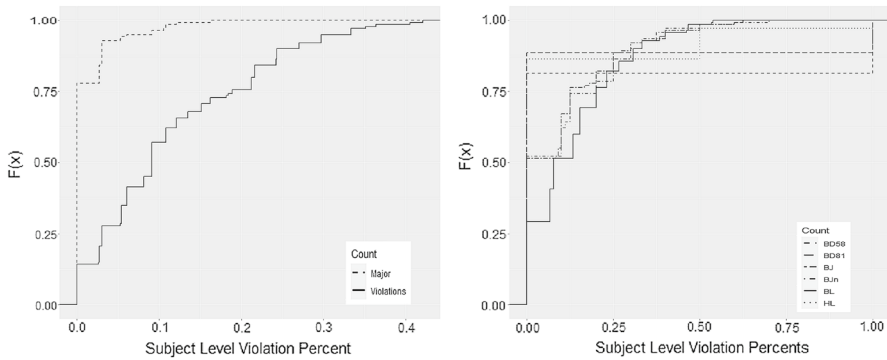 1.00
0.75
0.50
0.25
0.00
F(x)
0.0
0.1
0.2
0.3
0.4
Subject Level Violation Percent
Count
Major
Violations
1.00
0.75
0.50
0.25
0.00
F(x)
0.00
0.25
0.50
0.75
1.00
Subject Level Violation Percents
Count
BD58
BD81
BJ
BJn
BL
HL